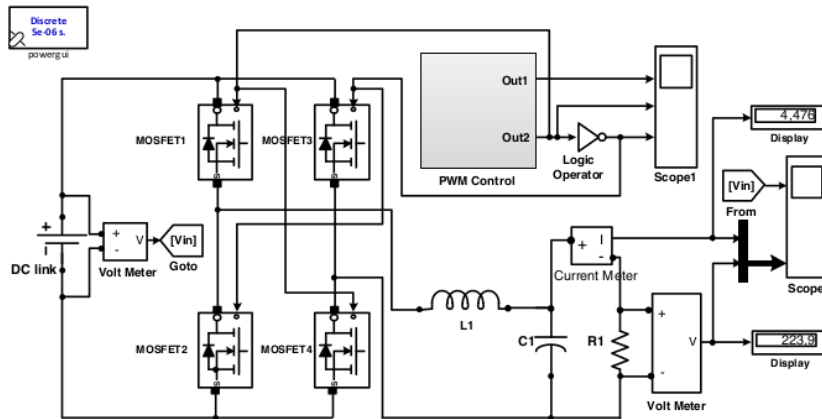 Discrete
5e-06 s.
powergui
Out1
Out2
PWM Control
Logic
Operator
Scope1
4,476
Display
MOSFET1
MOSFET3
[Vin]
From
Scope
+
-
DC link
+
-
V
Volt Meter
[Vin]
Goto
+
-
I
Current Meter
MOSFET2
MOSFET4
L1
C1
R1
+
-
V
Volt Meter
223,9
Display